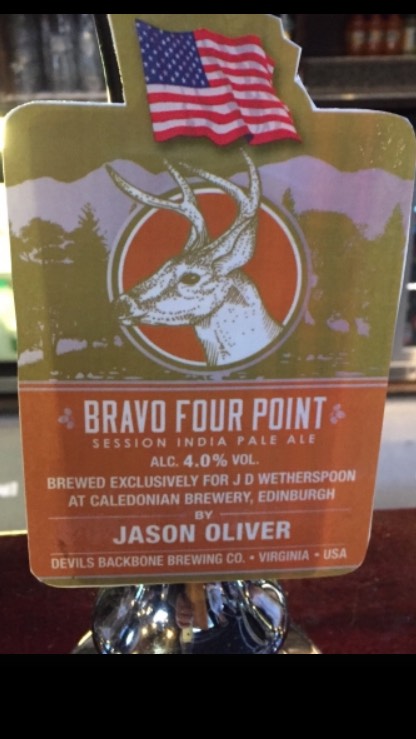 BRAVO FOUR POINT
SESSION INDIA PALE ALE
ALC. 4.0% VOL.
BREWED EXCLUSIVELY FOR J D WETHERSPOON
AT CALEDONIAN BREWERY, EDINBURGH
BY
JASON OLIVER
DEVILS BACKBONE BREWING CO. • VIRGINIA • USA